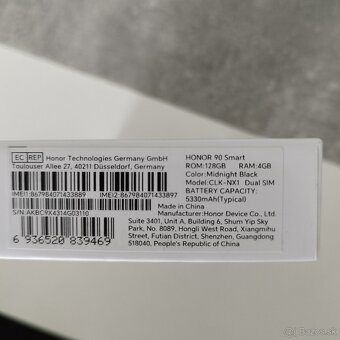 EC REP Honor Technologies Germany GmbH
Toulouser Allee 27, 40211 Düsseldorf, Germany
HONOR 90 Smart
ROM:128GB RAM:4GB
Color:Midnight Black
Model:CLK-NX1 Dual SIM
BATTERY CAPACITY:
5330mAh(Typical)
Made in China
IMEI1:867984071433889 IMEI2:867984071433897
S/N:AKBC9X4314G03110
6 936520 839469
Manufacturer:Honor Device Co., Ltd.
Suite 3401, Unit A, Building 6, Shum Yip Sky
Park, No. 8089, Hongli West Road, Xiangmihu
Street, Futian District, Shenzhen, Guangdong
518040, People's Republic of China
bazos.sk